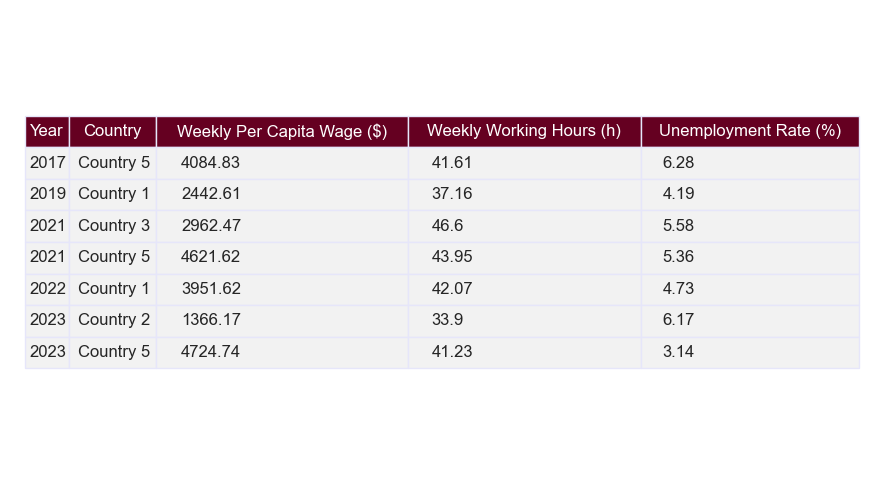 Year Country Weekly Per Capita Wage ($) Weekly Working Hours (h) Unemployment Rate (%)
2017 Country 5 4084.83 41.61 6.28
2019 Country 1 2442.61 37.16 4.19
2021 Country 3 2962.47 46.6 5.58
2021 Country 5 4621.62 43.95 5.36
2022 Country 1 3951.62 42.07 4.73
2023 Country 2 1366.17 33.9 6.17
2023 Country 5 4724.74 41.23 3.14